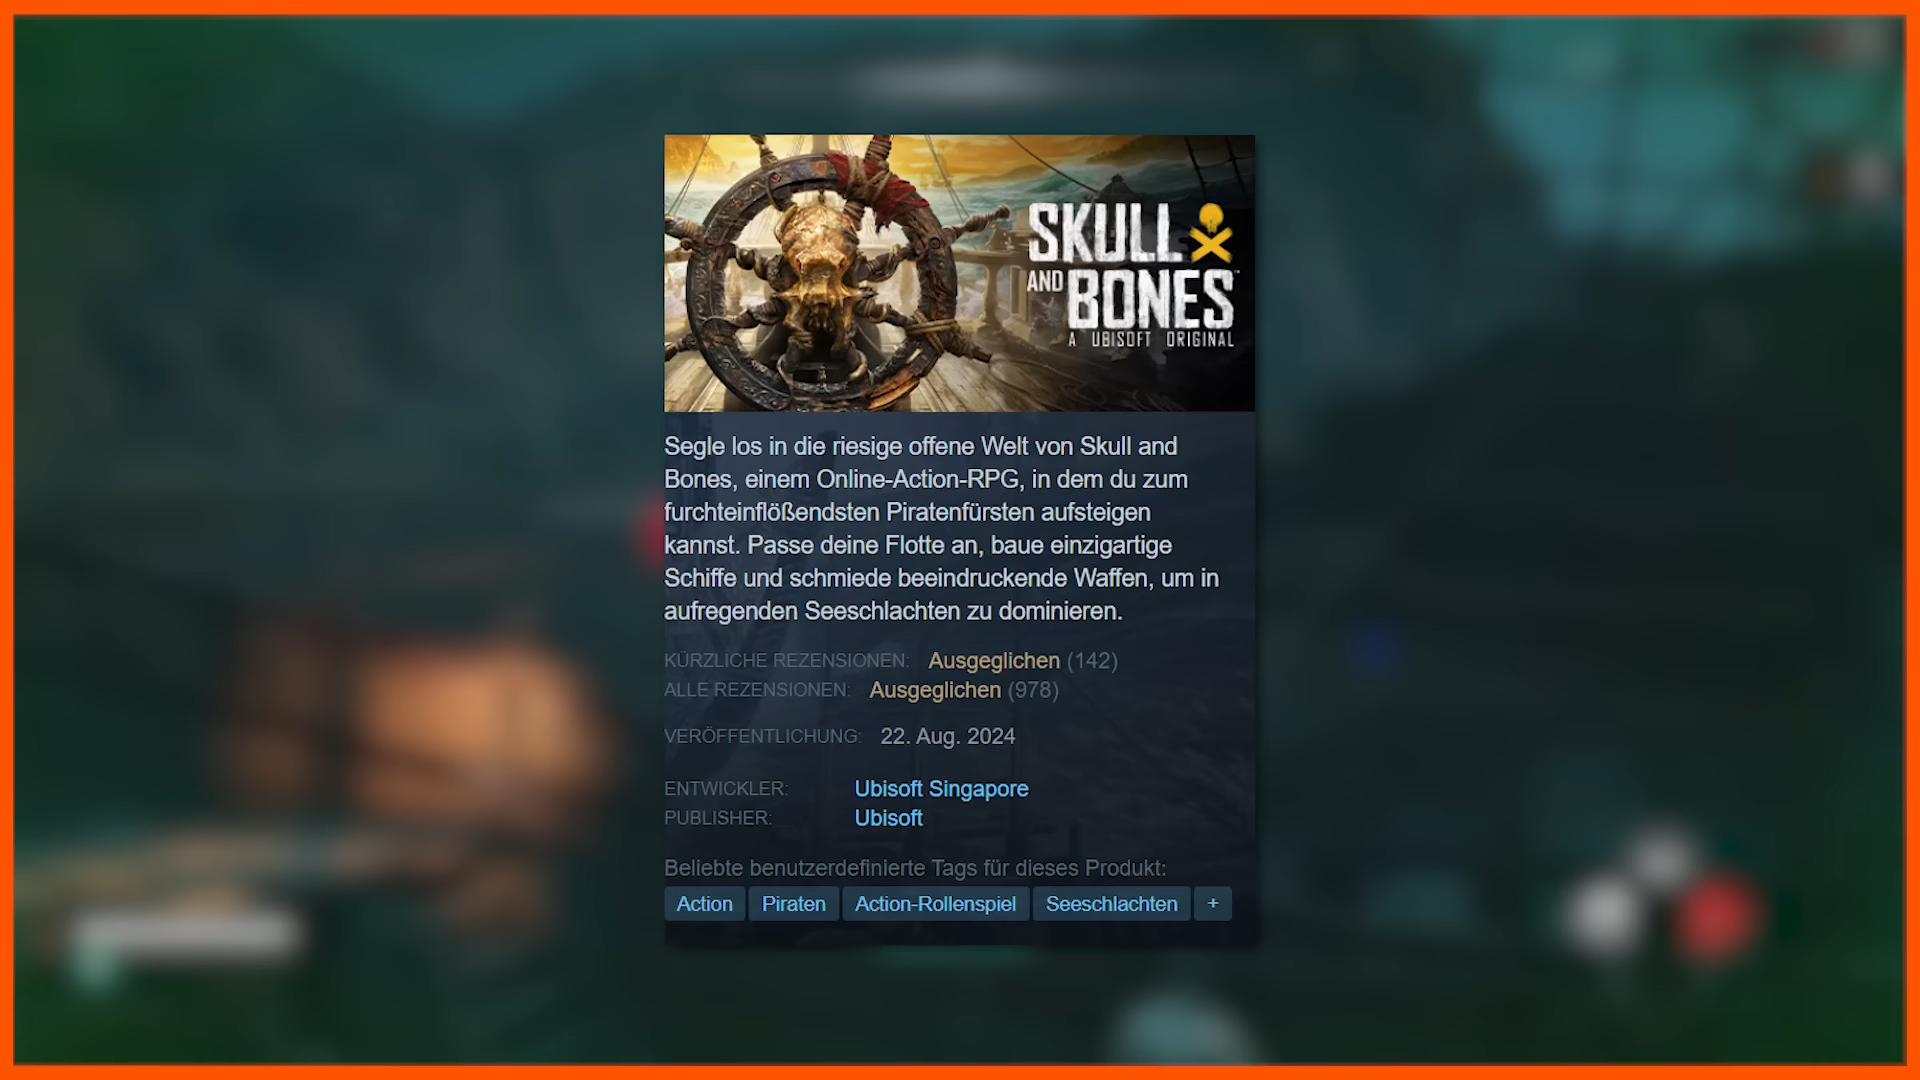 SKULL
AND BONES™
A UBISOFT ORIGINAL
Segle los in die riesige offene Welt von Skull and
Bones, einem Online-Action-RPG, in dem du zum
furchteinflößendsten Piratenfürsten aufsteigen
kannst. Passe deine Flotte an, baue einzigartige
Schiffe und schmiede beeindruckende Waffen, um in
aufregenden Seeschlachten zu dominieren.
KÜRZLICHE REZENSIONEN: Ausgeglichen (142)
ALLE REZENSIONEN: Ausgeglichen (978)
VERÖFFENTLICHUNG: 22. Aug. 2024
ENTWICKLER: Ubisoft Singapore
PUBLISHER: Ubisoft
Beliebte benutzerdefinierte Tags für dieses Produkt:
Action Piraten Action-Rollenspiel Seeschlachten +